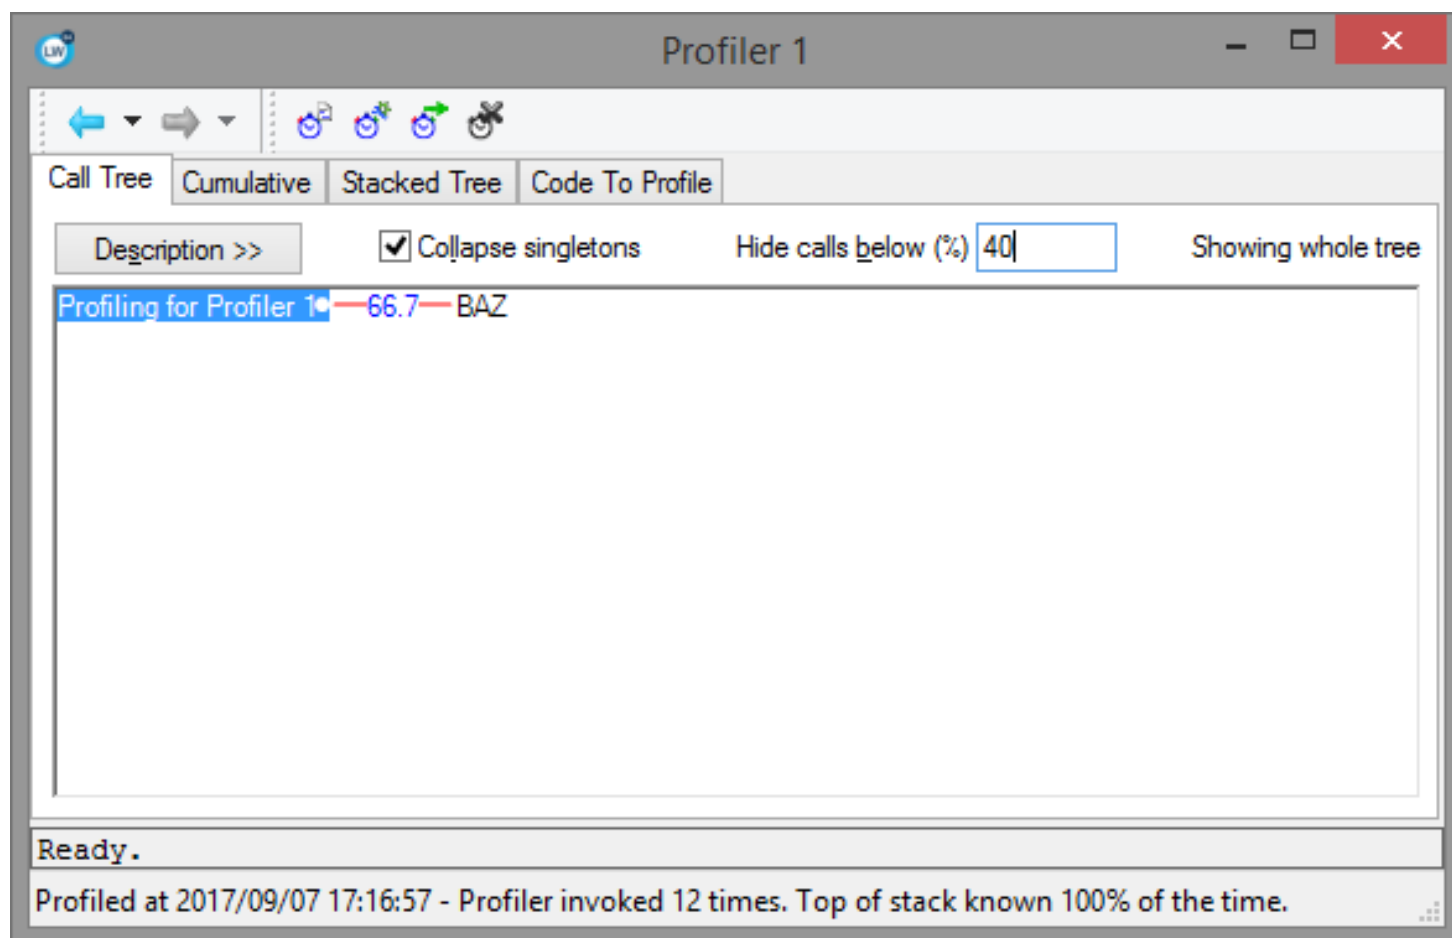 LW
Profiler 1
Call Tree Cumulative Stacked Tree Code To Profile
Description >> Collapse singletons Hide calls below (%) 40 Showing whole tree
Profiling for Profiler 1 66.7 BAZ
Ready.
Profiled at 2017/09/07 17:16:57 - Profiler invoked 12 times. Top of stack known 100% of the time.